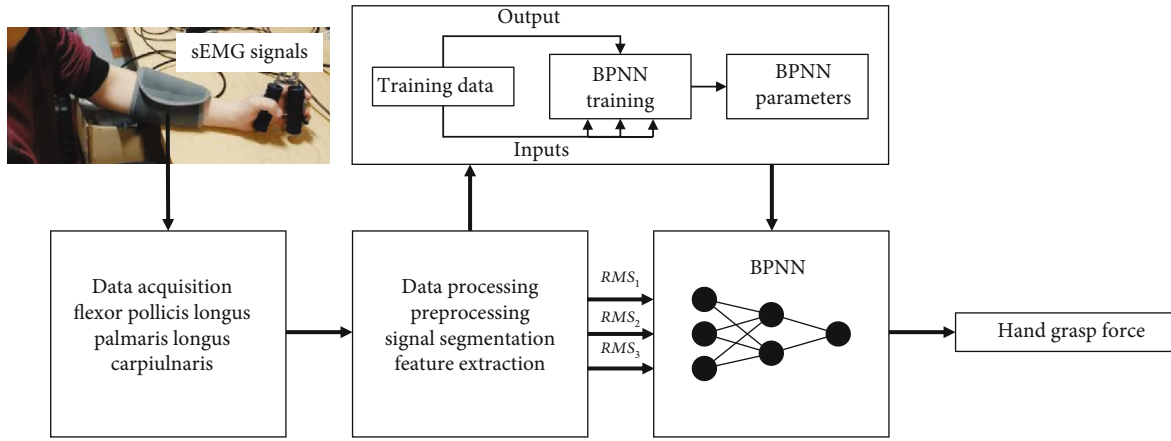 sEMG signals
Output
Training data
BPNN
training
BPNN
parameters
Inputs
Data acquisition
flexor pollicis longus
palmaris longus
carpiulnaris
Data processing
preprocessing
signal segmentation
feature extraction
RMS1
RMS2
RMS3
BPNN
Hand grasp force